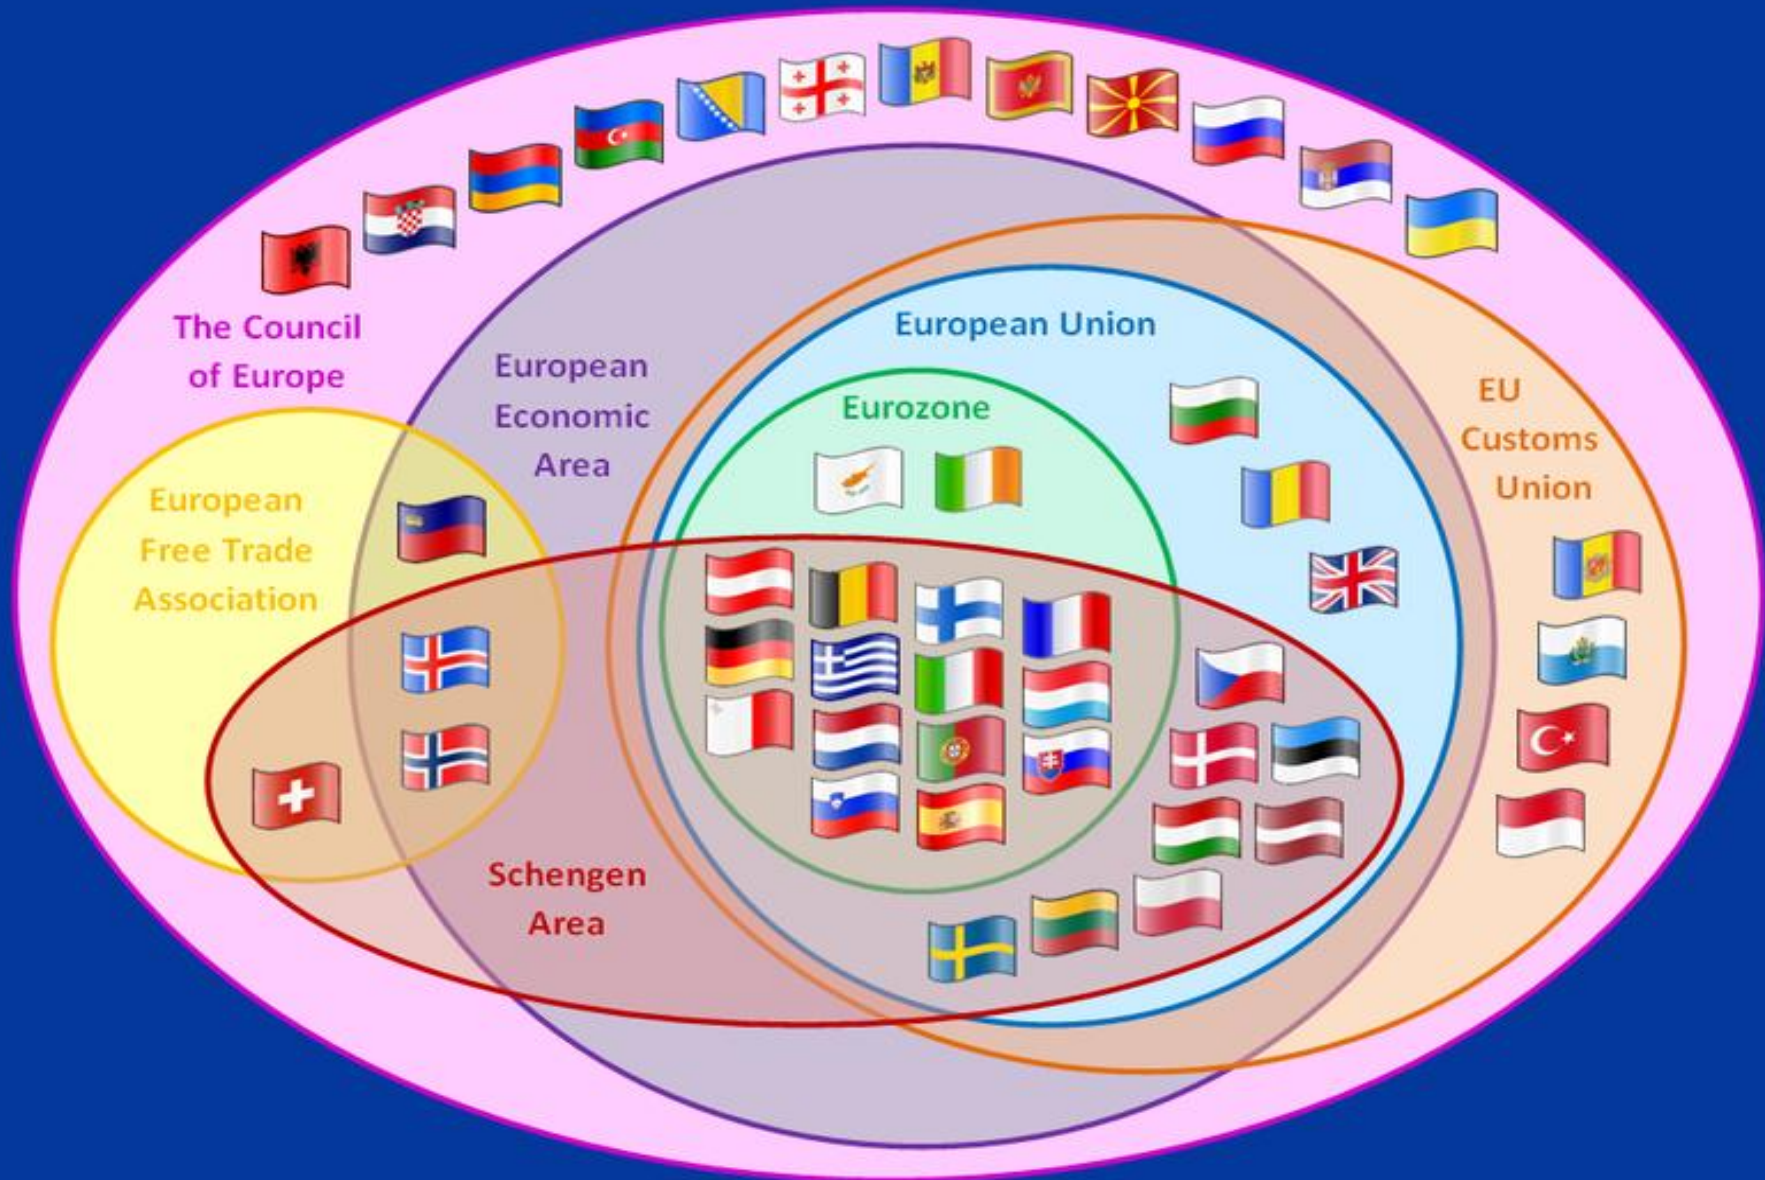 The Council
of Europe
European
Economic
Area
European Union
Eurozone
EU
Customs
Union
European
Free Trade
Association
Schengen
Area